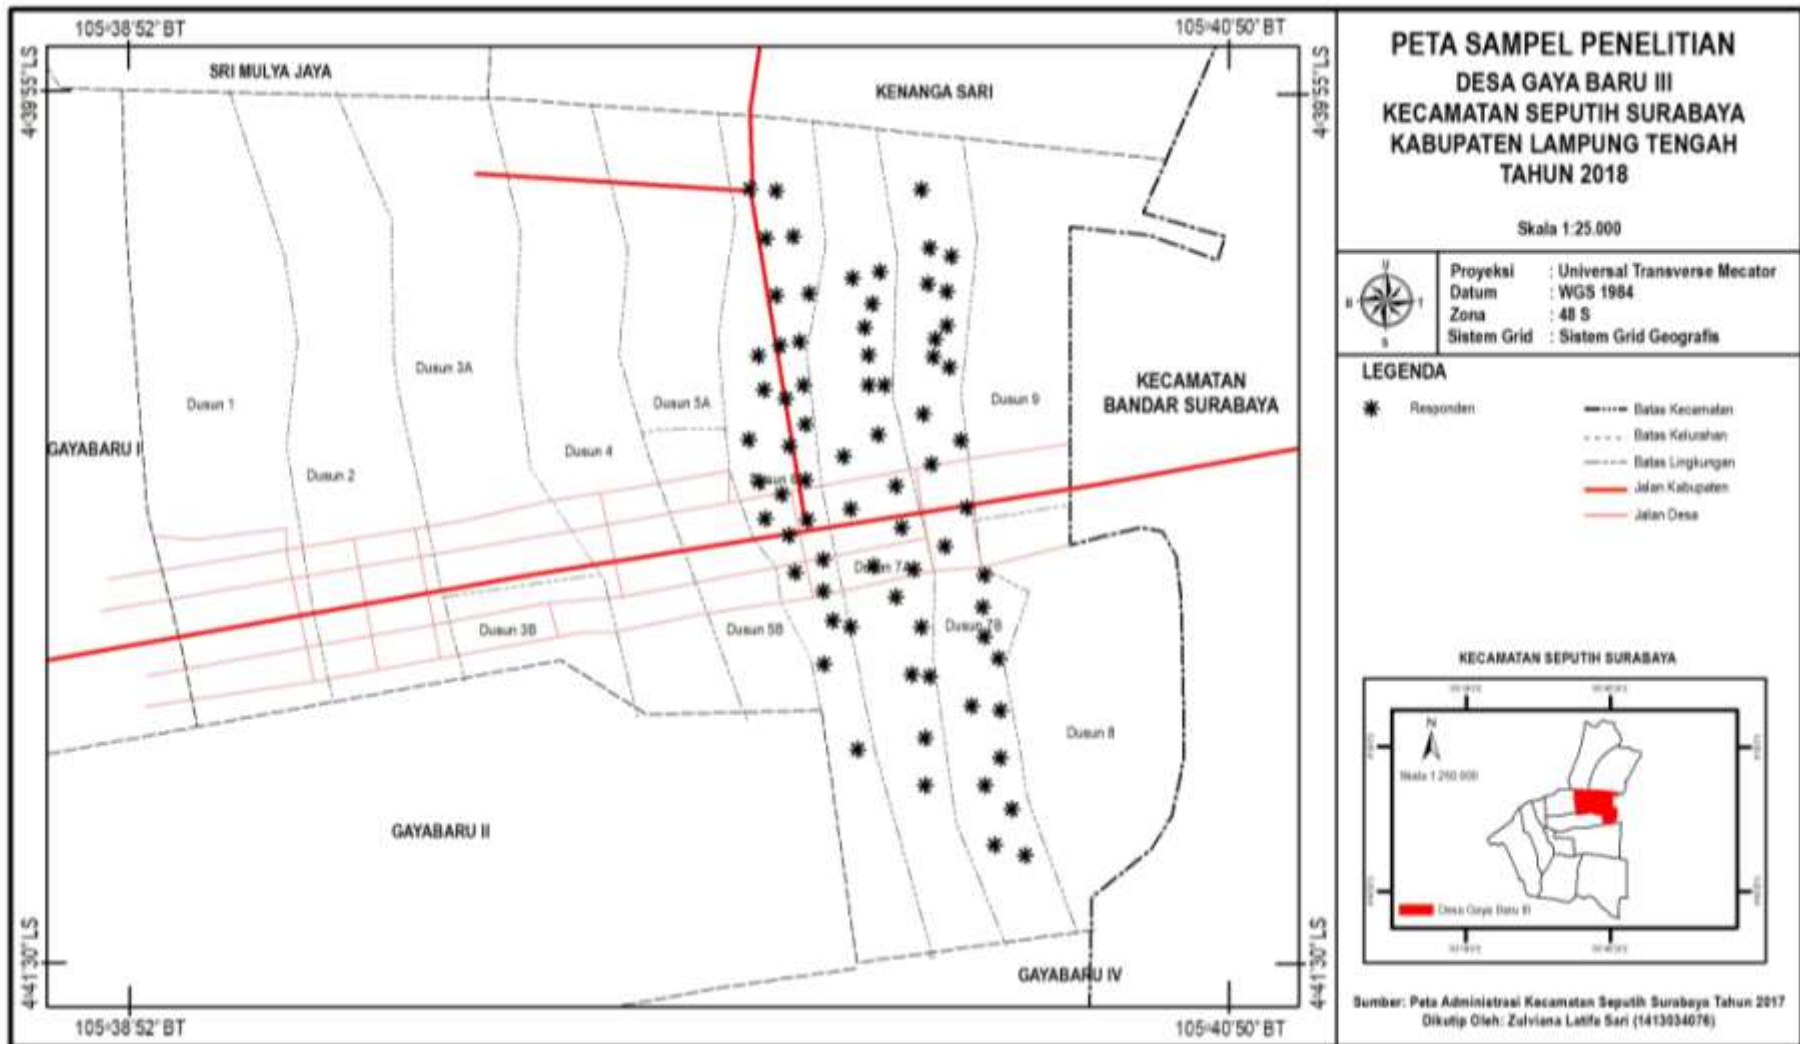 105°38'52" BT
105°40'50" BT
4°39'55" LS
4°39'55" LS
SRI MULYA JAYA
KENANGA SARI
Dusun 3A
Dusun 1
Dusun 5A
Dusun 9
KECAMATAN
BANDAR SURABAYA
GAYABARU I
Dusun 4
Dusun 2
Dusun
Dusun 7A
Dusun 3B
Dusun 5B
Dusun 7B
Dusun 8
GAYABARU II
GAYABARU IV
4°41'30" LS
4°41'30" LS
105°38'52" BT
105°40'50" BT
PETA SAMPEL PENELITIAN
DESA GAYA BARU III
KECAMATAN SEPUTIH SURABAYA
KABUPATEN LAMPUNG TENGAH
TAHUN 2018
Skala 1:25.000
U
B T
S
Proyeksi : Universal Transverse Mecator
Datum : WGS 1984
Zona : 48 S
Sistem Grid : Sistem Grid Geografis
LEGENDA
Responden
Batas Kecamatan
Batas Kelurahan
Batas Lingkungan
Jalan Kabupaten
Jalan Desa
KECAMATAN SEPUTIH SURABAYA
N
Skala 1:250.000
Desa Gaya Baru III
Sumber: Peta Administrasi Kecamatan Seputih Surabaya Tahun 2017
Dikutip Oleh: Zulviana Latifa Sari (1413034076)